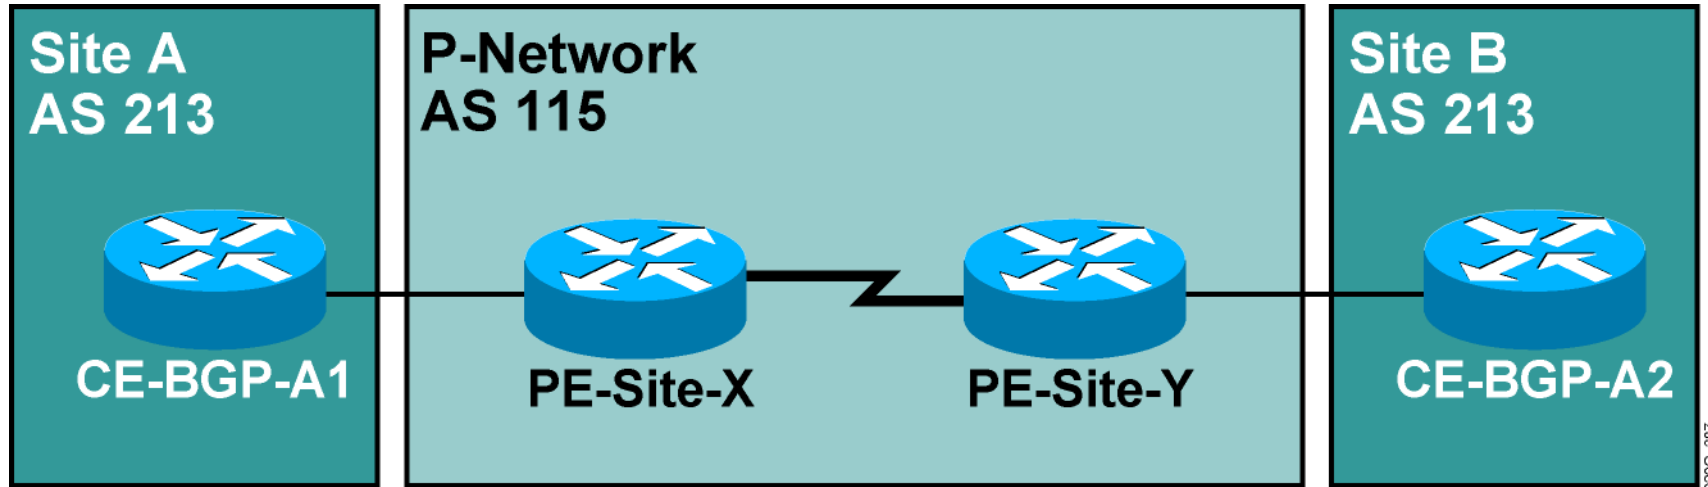 Site A
AS 213
P-Network
AS 115
Site B
AS 213
CE-BGP-A1
PE-Site-X
PE-Site-Y
CE-BGP-A2